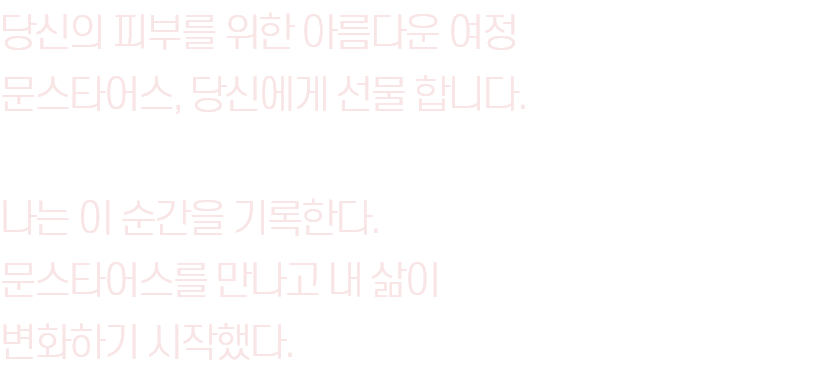 당신의 피부를 위한 아름다운 여정
문스타어스, 당신에게 선물 합니다.
나는 이 순간을 기록한다.
문스타어스를 만나고 내 삶이
변화하기 시작했다.